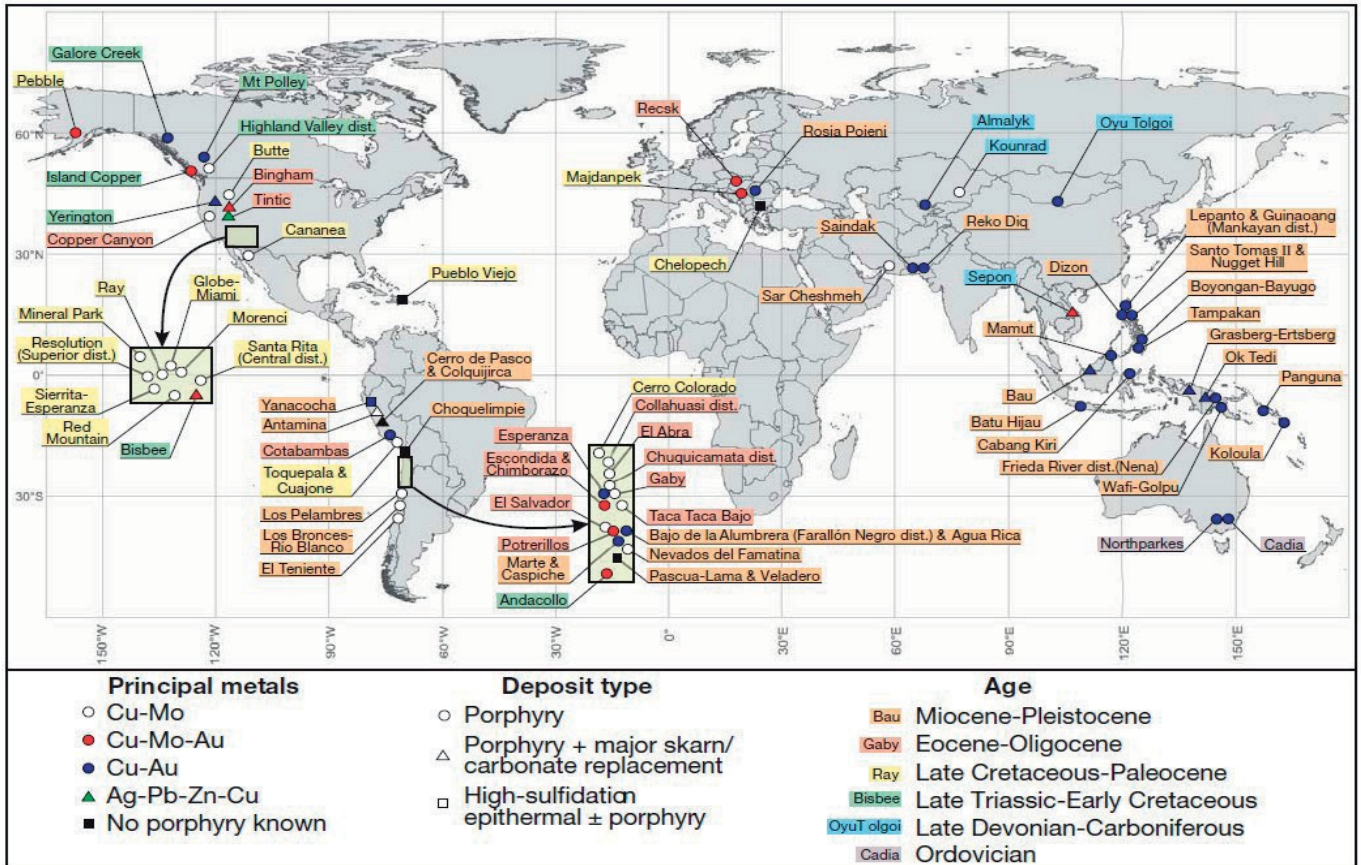 Galore Creek
Pebble
Mt Polley
Highland Valley dist.
Butte
Bingham
Tintic
Island Copper
Yerington
Copper Canyon
Cananea
Pueblo Viejo
Ray
Globe-
Miami
Mineral Park
Morenci
Resolution
(Superior dist.)
Santa Rita
(Central dist.)
Sierrita-
Esperanza
Red
Mountain
Bisbee
Cerro de Pasco
& Colquijirca
Yanacocha
Antamina
Choquelimpie
Cotabambas
Toquepala &
Cuajone
Los Pelambres
Los Bronces-
Río Blanco
El Teniente
Cerro Colorado
Collahuasi dist.
El Abra
Esperanza
Escondida &
Chimborazo
Chuquicamata dist.
Gaby
El Salvador
Taca Taca Bajo
Potrerillos
Bajo de la Alumbrera (Farallón Negro dist.) & Agua Rica
Marte &
Caspiche
Nevados del Famatina
Pascua-Lama & Veladero
Andacollo
Recsk
Rosia Poieni
Majdanpek
Chelopech
Almalyk
Kounrad
Oyu Tolgoi
Saindak
Reko Diq
Sar Cheshmeh
Sepon
Lepanto & Guinaoang
(Mankayan dist.)
Dizon
Santo Tomas II &
Nugget Hill
Boyongan-Bayugo
Tampakan
Mamut
Grasberg-Ertsberg
Ok Tedi
Panguna
Bau
Batu Hijau
Cabang Kiri
Frieda River dist.(Nena)
Wafi-Golpu
Koloula
Northparkes
Cadia
60°N
30°N
0°
30°S
150°W
120°W
90°W
60°W
30°W
0°
30°E
60°E
90°E
120°E
150°E
Principal metals
Cu-Mo
Cu-Mo-Au
Cu-Au
Ag-Pb-Zn-Cu
No porphyry known
Deposit type
Porphyry
Porphyry + major skarn/
carbonate replacement
High-sulfidation
epithermal ± porphyry
Age
Bau Miocene-Pleistocene
Gaby Eocene-Oligocene
Ray Late Cretaceous-Paleocene
Bisbee Late Triassic-Early Cretaceous
OyuT olgoi Late Devonian-Carboniferous
Cadia Ordovician